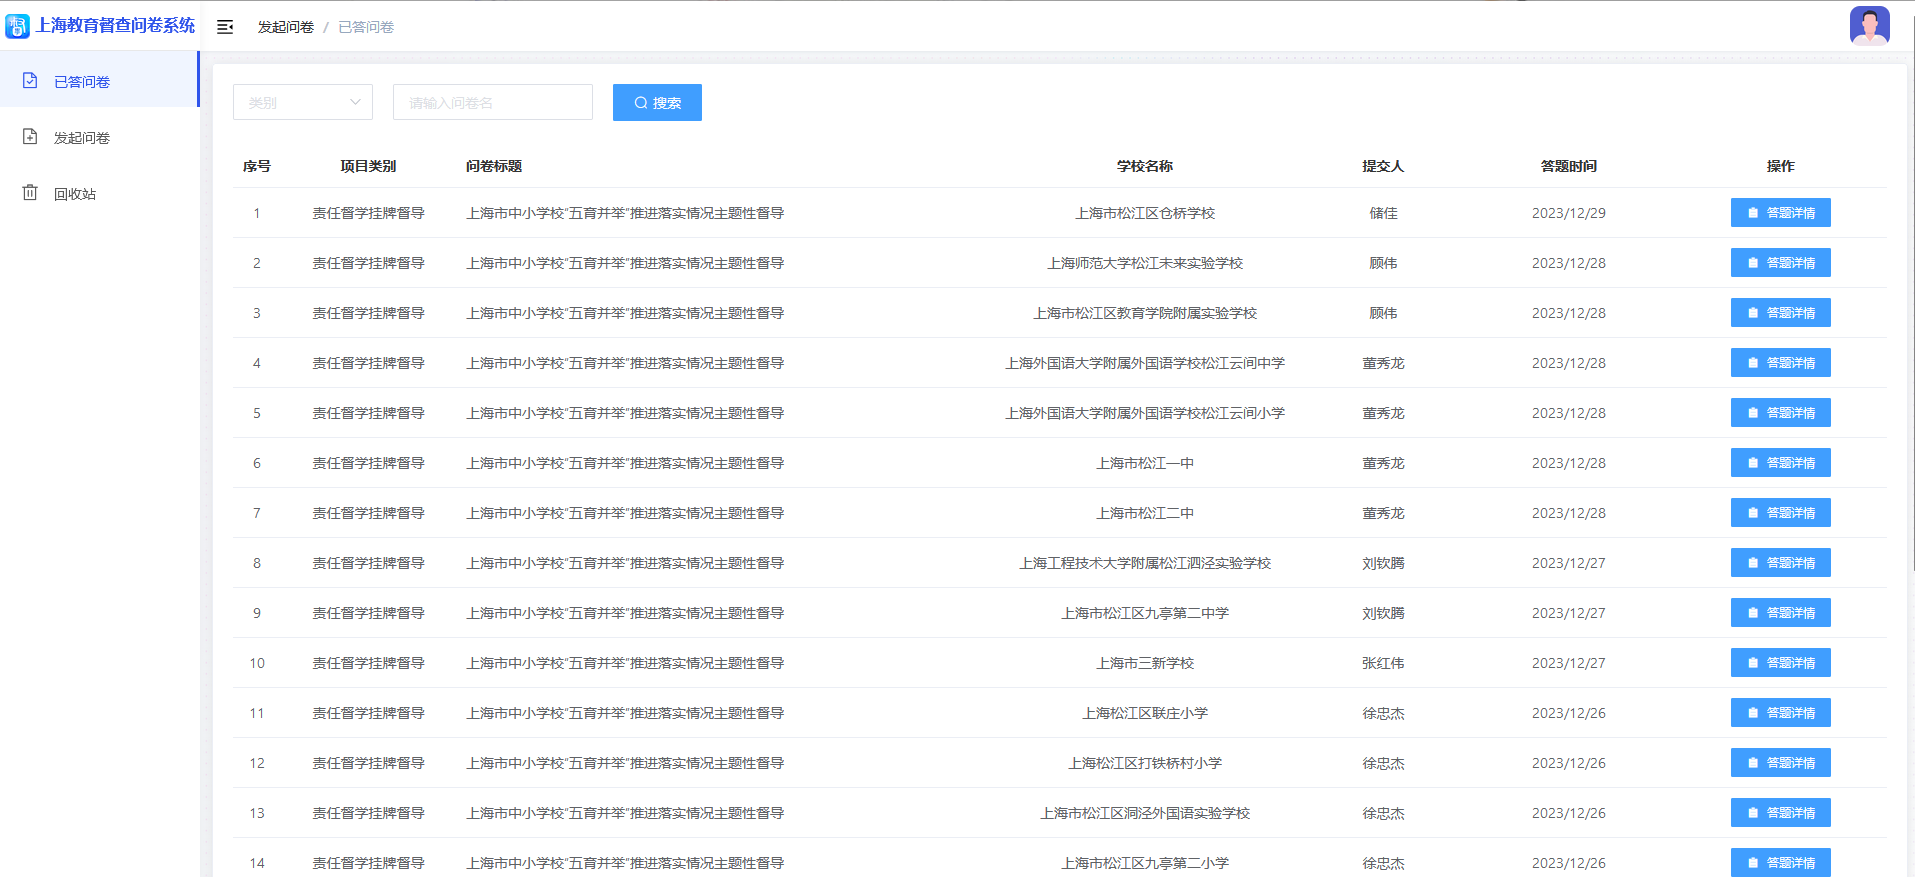 上海教育督查问卷系统
发起问卷 / 已答问卷
已答问卷
发起问卷
回收站
类别 请输入问卷名 搜索
序号 项目类别 问卷标题 学校名称 提交人 答题时间 操作
1 责任督学挂牌督导 上海市中小学校“五育并举”推进落实情况主题性督导 上海市松江区仓桥学校 储佳 2023/12/29 答题详情
2 责任督学挂牌督导 上海市中小学校“五育并举”推进落实情况主题性督导 上海师范大学松江未来实验学校 顾伟 2023/12/28 答题详情
3 责任督学挂牌督导 上海市中小学校“五育并举”推进落实情况主题性督导 上海市松江区教育学院附属实验学校 顾伟 2023/12/28 答题详情
4 责任督学挂牌督导 上海市中小学校“五育并举”推进落实情况主题性督导 上海外国语大学附属外国语学校松江云间中学 董秀龙 2023/12/28 答题详情
5 责任督学挂牌督导 上海市中小学校“五育并举”推进落实情况主题性督导 上海外国语大学附属外国语学校松江云间小学 董秀龙 2023/12/28 答题详情
6 责任督学挂牌督导 上海市中小学校“五育并举”推进落实情况主题性督导 上海市松江一中 董秀龙 2023/12/28 答题详情
7 责任督学挂牌督导 上海市中小学校“五育并举”推进落实情况主题性督导 上海市松江二中 董秀龙 2023/12/28 答题详情
8 责任督学挂牌督导 上海市中小学校“五育并举”推进落实情况主题性督导 上海工程技术大学附属松江泗泾实验学校 刘钦腾 2023/12/27 答题详情
9 责任督学挂牌督导 上海市中小学校“五育并举”推进落实情况主题性督导 上海市松江区九亭第二中学 刘钦腾 2023/12/27 答题详情
10 责任督学挂牌督导 上海市中小学校“五育并举”推进落实情况主题性督导 上海市三新学校 张红伟 2023/12/27 答题详情
11 责任督学挂牌督导 上海市中小学校“五育并举”推进落实情况主题性督导 上海松江区联庄小学 徐忠杰 2023/12/26 答题详情
12 责任督学挂牌督导 上海市中小学校“五育并举”推进落实情况主题性督导 上海松江区打铁桥村小学 徐忠杰 2023/12/26 答题详情
13 责任督学挂牌督导 上海市中小学校“五育并举”推进落实情况主题性督导 上海市松江区洞泾外国语实验学校 徐忠杰 2023/12/26 答题详情
14 责任督学挂牌督导 上海市中小学校“五育并举”推进落实情况主题性督导 上海市松江区九亭第二小学 徐忠杰 2023/12/26 答题详情